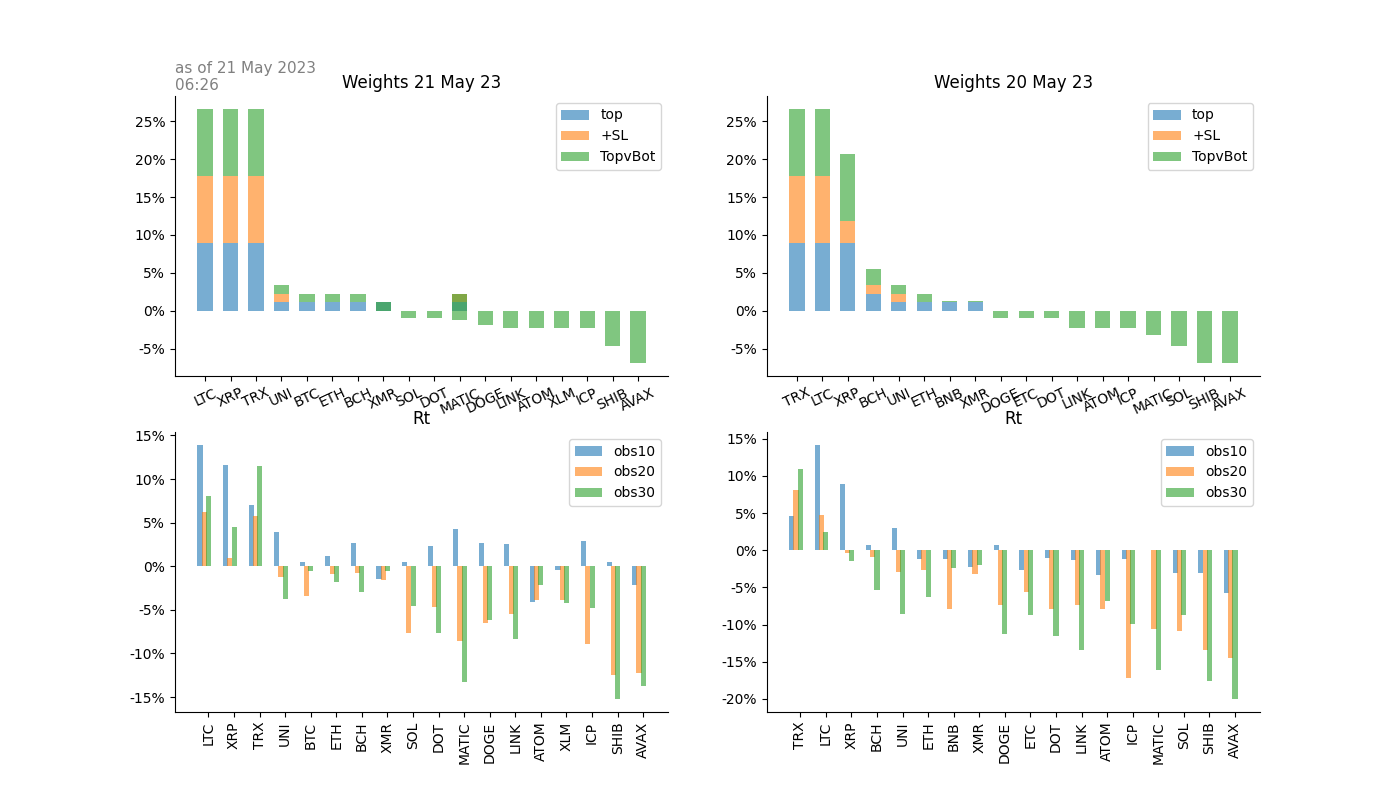 as of 21 May 2023
06:26
Weights 21 May 23
25%
20%
15%
10%
5%
0%
-5%
top
+SL
TopvBot
LTC XRP TRX UNI BTC ETH BCH XMR SOL DOT MATIC DOGE LINK ATOM XLM ICP SHIB AVAX
Weights 20 May 23
25%
20%
15%
10%
5%
0%
-5%
top
+SL
TopvBot
TRX LTC XRP BCH UNI ETH BNB XMR DOGE ETC DOT LINK ATOM ICP MATIC SOL SHIB AVAX
Rt
15%
10%
5%
0%
-5%
-10%
-15%
obs10
obs20
obs30
LTC XRP TRX UNI BTC ETH BCH XMR SOL DOT MATIC DOGE LINK ATOM XLM ICP SHIB AVAX
Rt
15%
10%
5%
0%
-5%
-10%
-15%
-20%
obs10
obs20
obs30
TRX LTC XRP BCH UNI ETH BNB XMR DOGE ETC DOT LINK ATOM ICP MATIC SOL SHIB AVAX